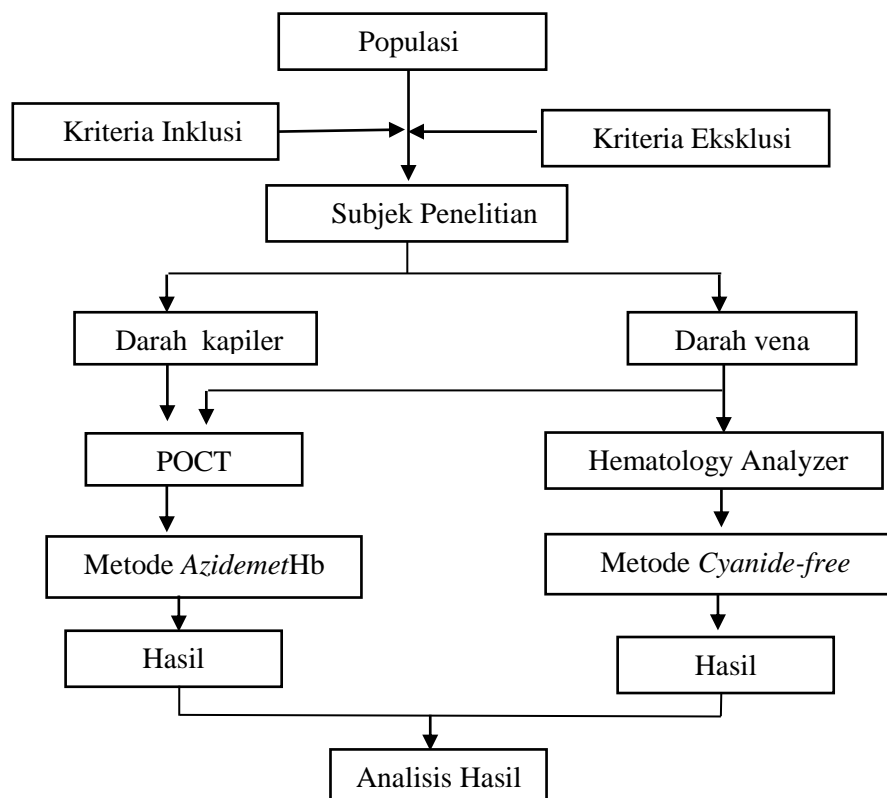 Populasi
Kriteria Inklusi
Kriteria Eksklusi
Subjek Penelitian
Darah kapiler
Darah vena
POCT
Hematology Analyzer
Metode AzidemetHb
Metode Cyanide-free
Hasil
Hasil
Analisis Hasil